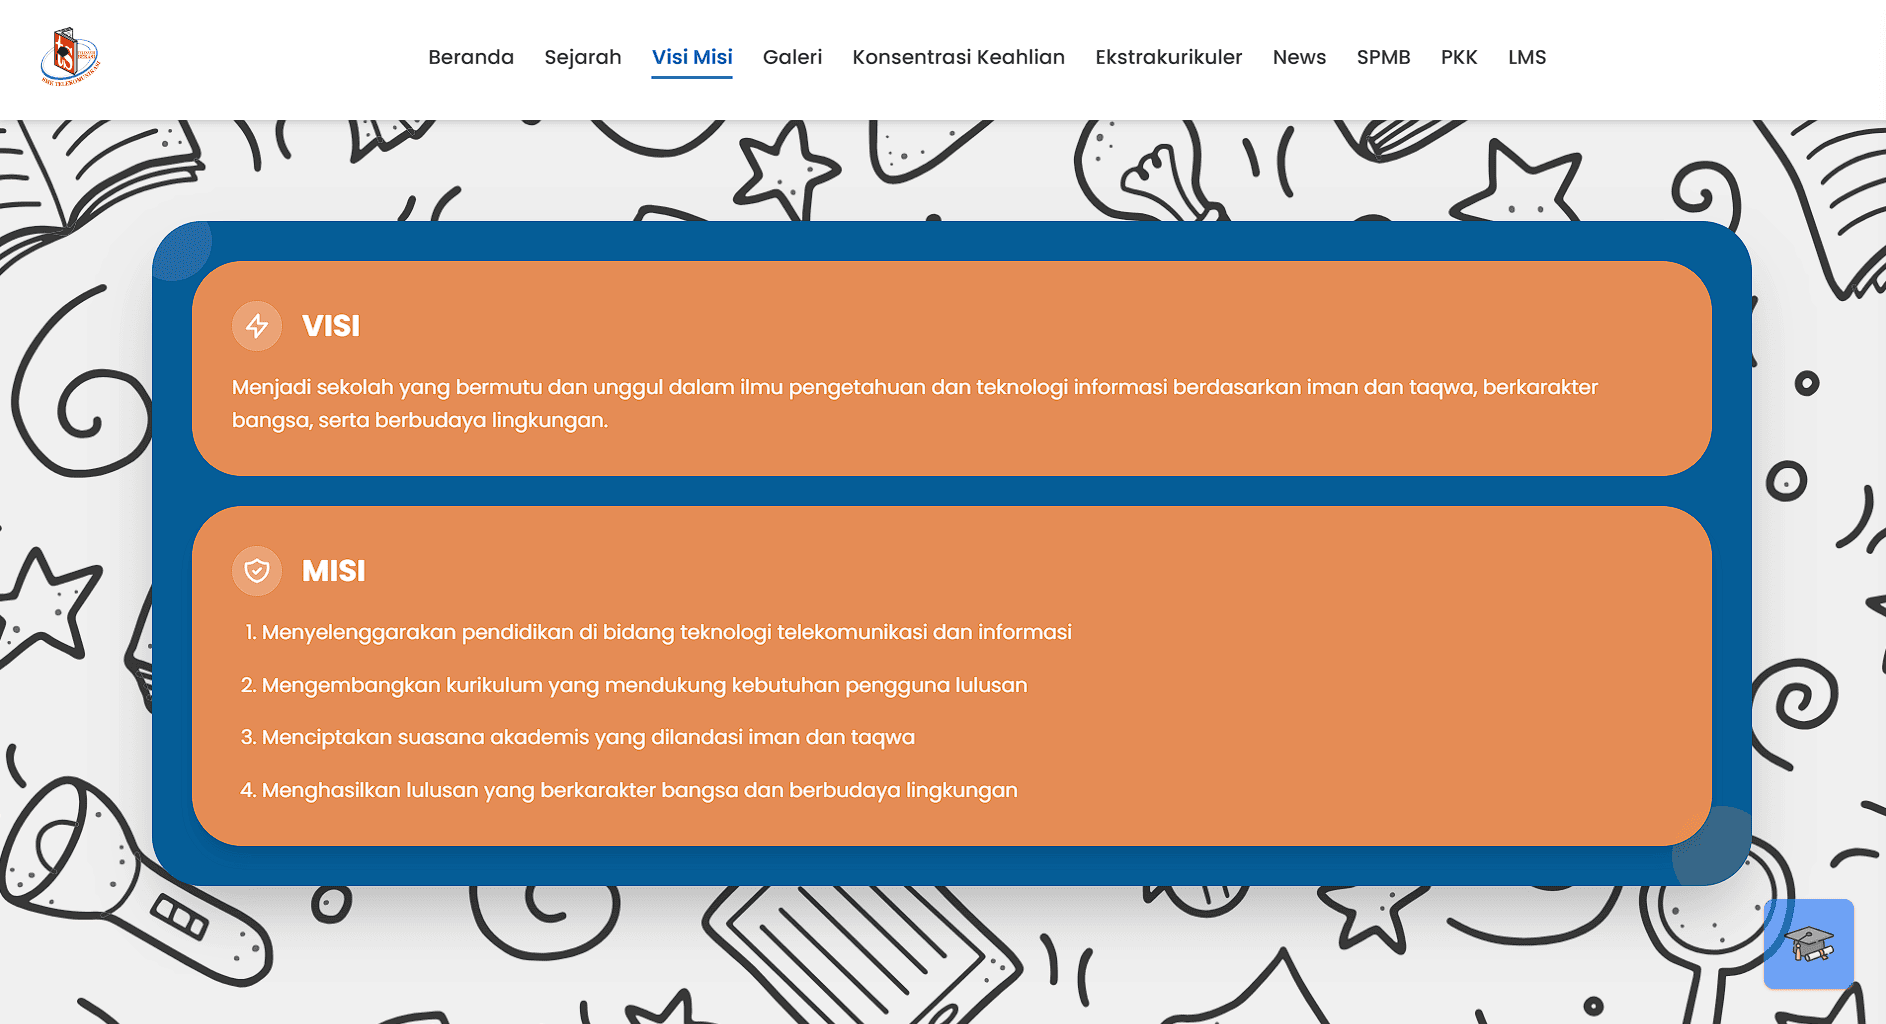 Beranda Sejarah Visi Misi Galeri Konsentrasi Keahlian Ekstrakurikuler News SPMB PKK LMS
VISI
Menjadi sekolah yang bermutu dan unggul dalam ilmu pengetahuan dan teknologi informasi berdasarkan iman dan taqwa, berkarakter
bangsa, serta berbudaya lingkungan.
MISI
1. Menyelenggarakan pendidikan di bidang teknologi telekomunikasi dan informasi
2. Mengembangkan kurikulum yang mendukung kebutuhan pengguna lulusan
3. Menciptakan suasana akademis yang dilandasi iman dan taqwa
4. Menghasilkan lulusan yang berkarakter bangsa dan berbudaya lingkungan